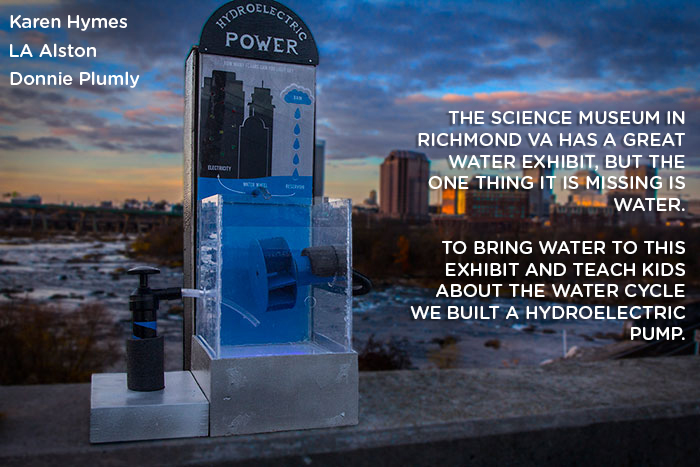 Karen Hymes
LA Alston
Donnie Plumly
HYDROELECTRIC
POWER
RAIN
ELECTRICITY
WATER WHEEL
RESERVOIR
THE SCIENCE MUSEUM IN
RICHMOND VA HAS A GREAT
WATER EXHIBIT, BUT THE
ONE THING IT IS MISSING IS
WATER.
TO BRING WATER TO THIS
EXHIBIT AND TEACH KIDS
ABOUT THE WATER CYCLE
WE BUILT A HYDROELECTRIC
PUMP.